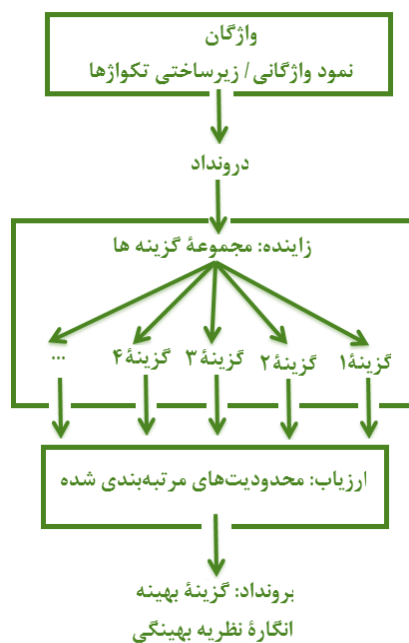 واژگان
نمود واژگانی / زیرساختی تکواژها
درونداد
زاینده: مجموعهٔ گزینه ها
گزینهٔ۱ گزینهٔ۲ گزینهٔ۳ گزینهٔ۴ ...
ارزیاب: محدودیت‌های مرتبه‌بندی شده
برونداد: گزینهٔ بهینه
انگارهٔ نظریه بهینگی